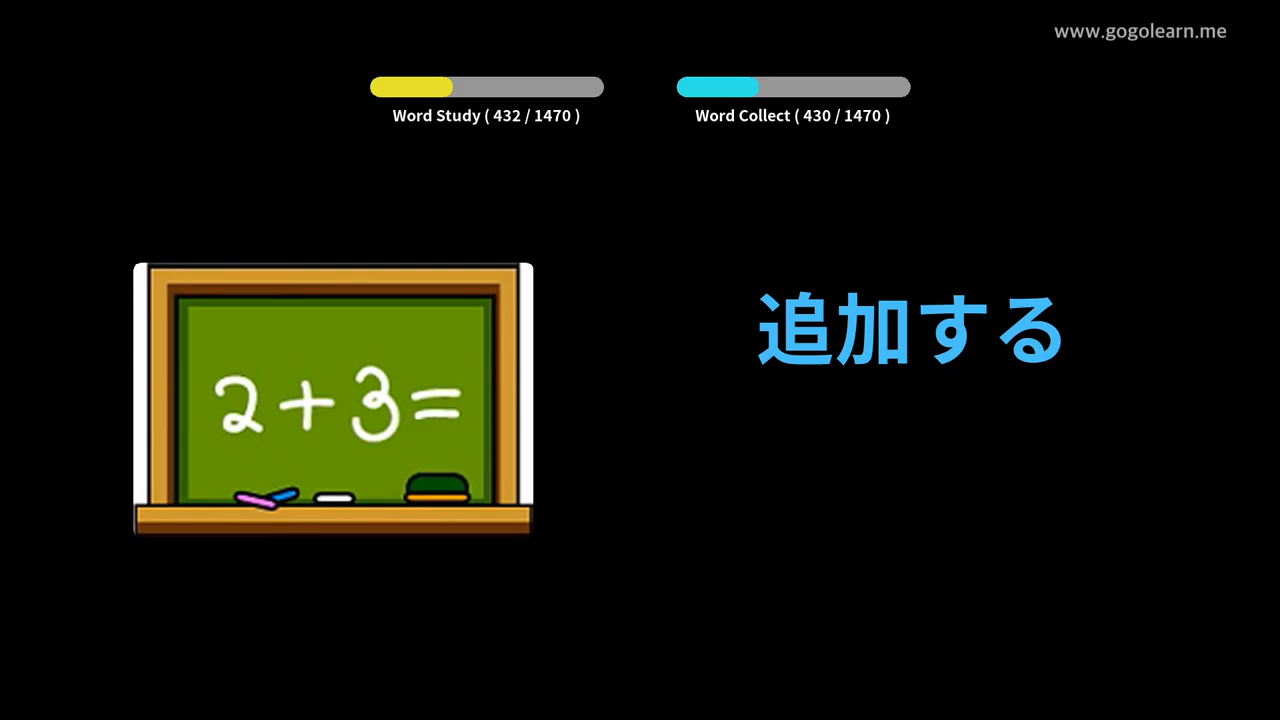 www.gogolearn.me
Word Study ( 432 / 1470 )
Word Collect ( 430 / 1470 )
追加する
2+3=